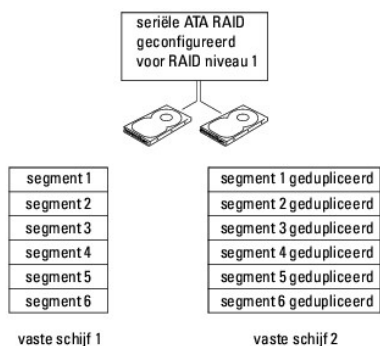 seriële ATA RAID
geconfigureerd
voor RAID niveau 1
segment 1
segment 2
segment 3
segment 4
segment 5
segment 6
vaste schijf 1
segment 1 gedupliceerd
segment 2 gedupliceerd
segment 3 gedupliceerd
segment 4 gedupliceerd
segment 5 gedupliceerd
segment 6 gedupliceerd
vaste schijf 2